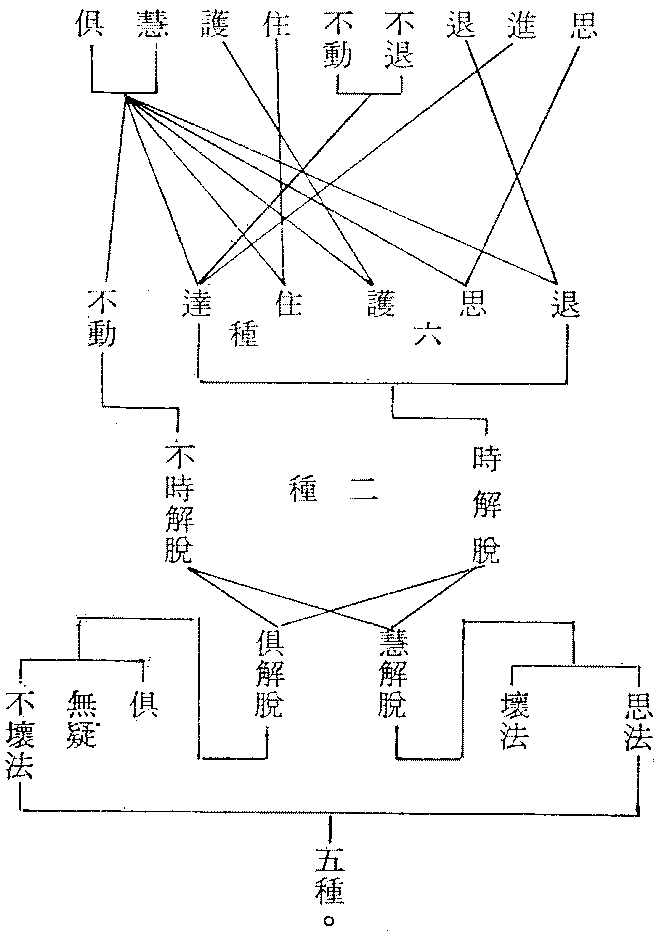 思 進 退 不退 不動 住 護 慧 俱
退 思 護 住 達 不動
六種
時解脫 二種 不時解脫
慧解脫 俱解脫
思法 壞法 俱 無疑 不壞法
五種。